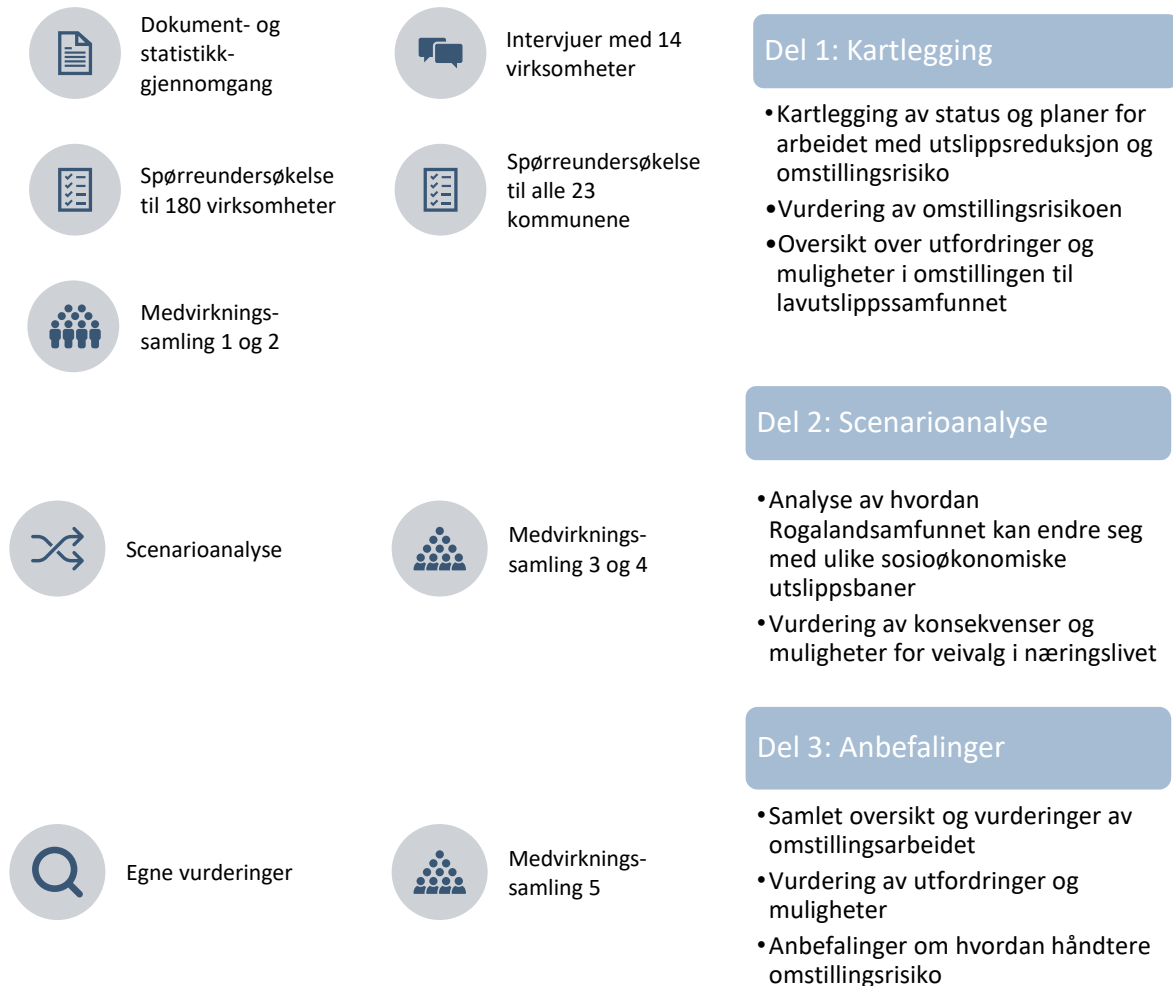 Dokument- og
statistikk-
gjennomgang
Intervjuer med 14
virksomheter
Spørreundersøkelse
til 180 virksomheter
Spørreundersøkelse
til alle 23
kommunene
Medvirknings-
samling 1 og 2
Del 1: Kartlegging
•Kartlegging av status og planer for
arbeidet med utslippsreduksjon og
omstillingsrisiko
•Vurdering av omstillingsrisikoen
•Oversikt over utfordringer og
muligheter i omstillingen til
lavutslippssamfunnet
Scenarioanalyse
Medvirknings-
samling 3 og 4
Del 2: Scenarioanalyse
•Analyse av hvordan
Rogalandsamfunnet kan endre seg
med ulike sosioøkonomiske
utslippsbaner
•Vurdering av konsekvenser og
muligheter for veivalg i næringslivet
Egne vurderinger
Medvirknings-
samling 5
Del 3: Anbefalinger
•Samlet oversikt og vurderinger av
omstillingsarbeidet
•Vurdering av utfordringer og
muligheter
•Anbefalinger om hvordan håndtere
omstillingsrisiko